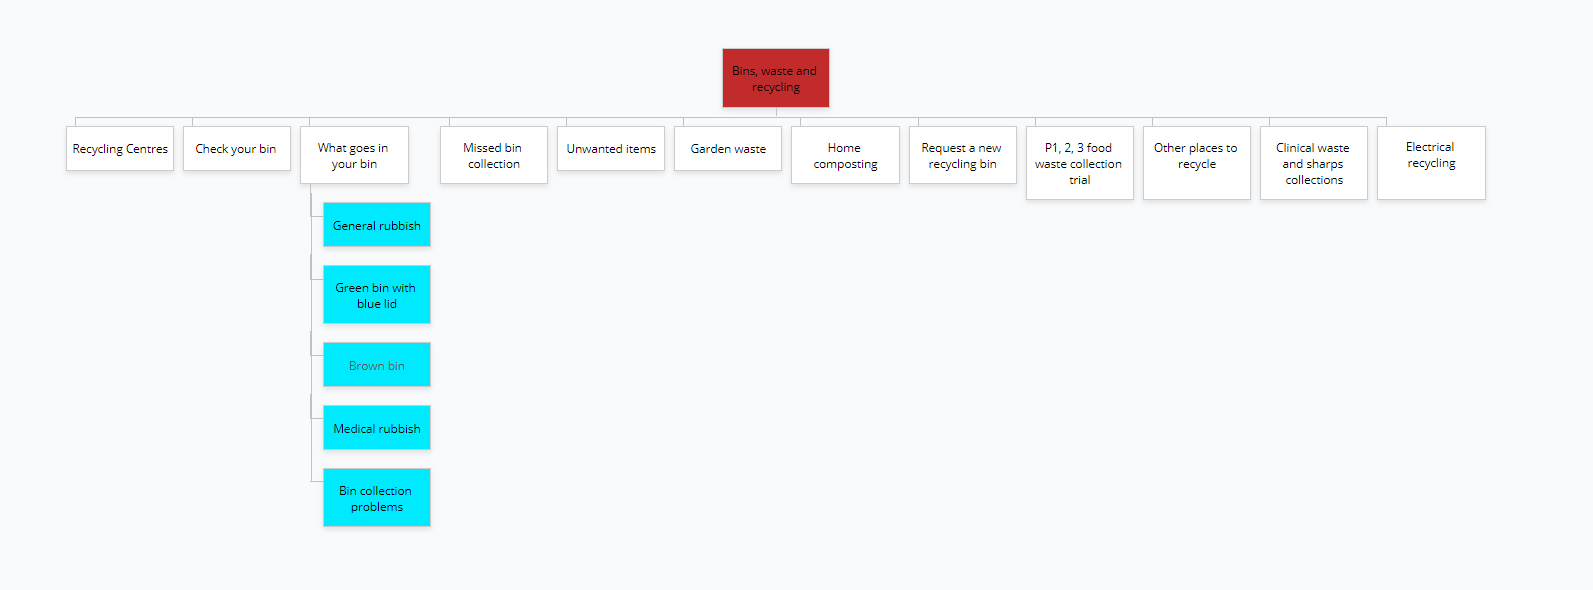 Bins, waste and
recycling
Recycling Centres
Check your bin
What goes in
your bin
Missed bin
collection
Unwanted items
Garden waste
Home
composting
Request a new
recycling bin
P1, 2, 3 food
waste collection
trial
Other places to
recycle
Clinical waste
and sharps
collections
Electrical
recycling
General rubbish
Green bin with
blue lid
Brown bin
Medical rubbish
Bin collection
problems